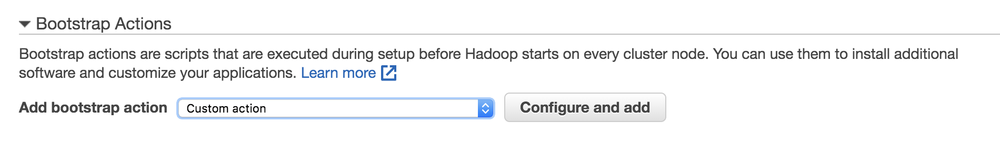 Bootstrap Actions
Bootstrap actions are scripts that are executed during setup before Hadoop starts on every cluster node. You can use them to install additional
software and customize your applications. Learn more
Add bootstrap action Custom action Configure and add